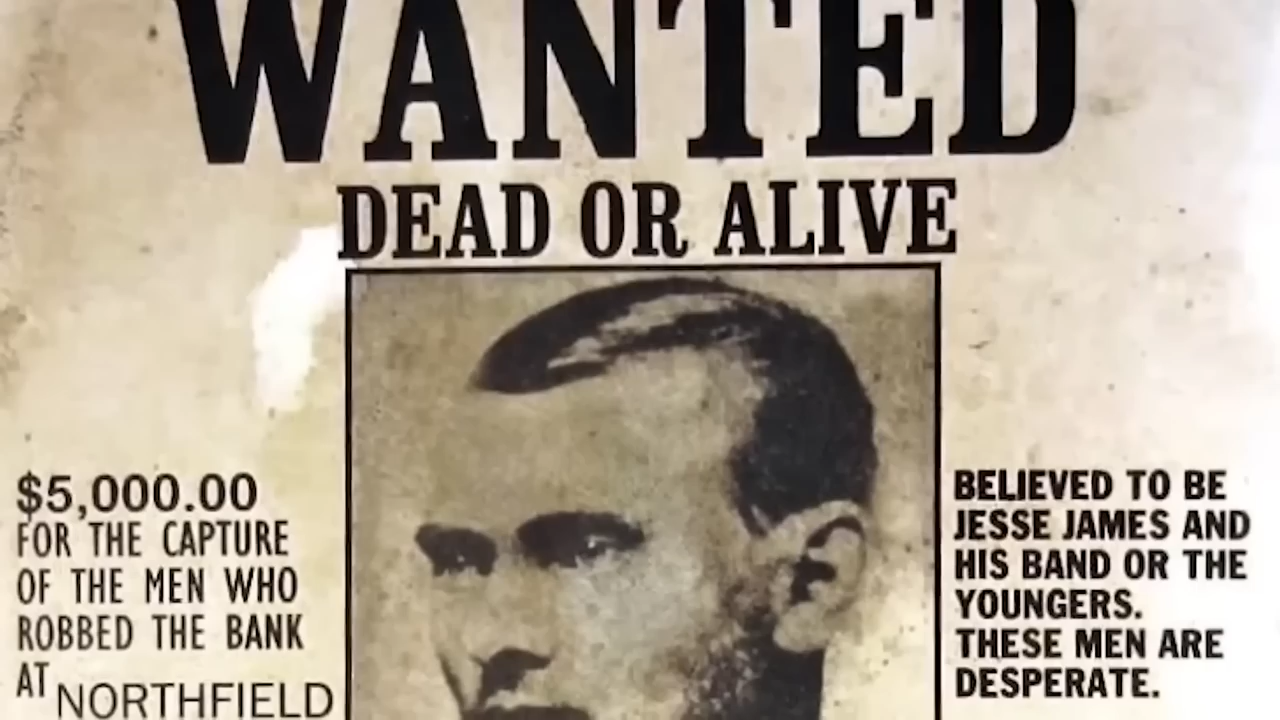 WANTED
DEAD OR ALIVE
$5,000.00
FOR THE CAPTURE
OF THE MEN WHO
ROBBED THE BANK
AT NORTHFIELD
BELIEVED TO BE
JESSE JAMES AND
HIS BAND OR THE
YOUNGERS.
THESE MEN ARE
DESPERATE.